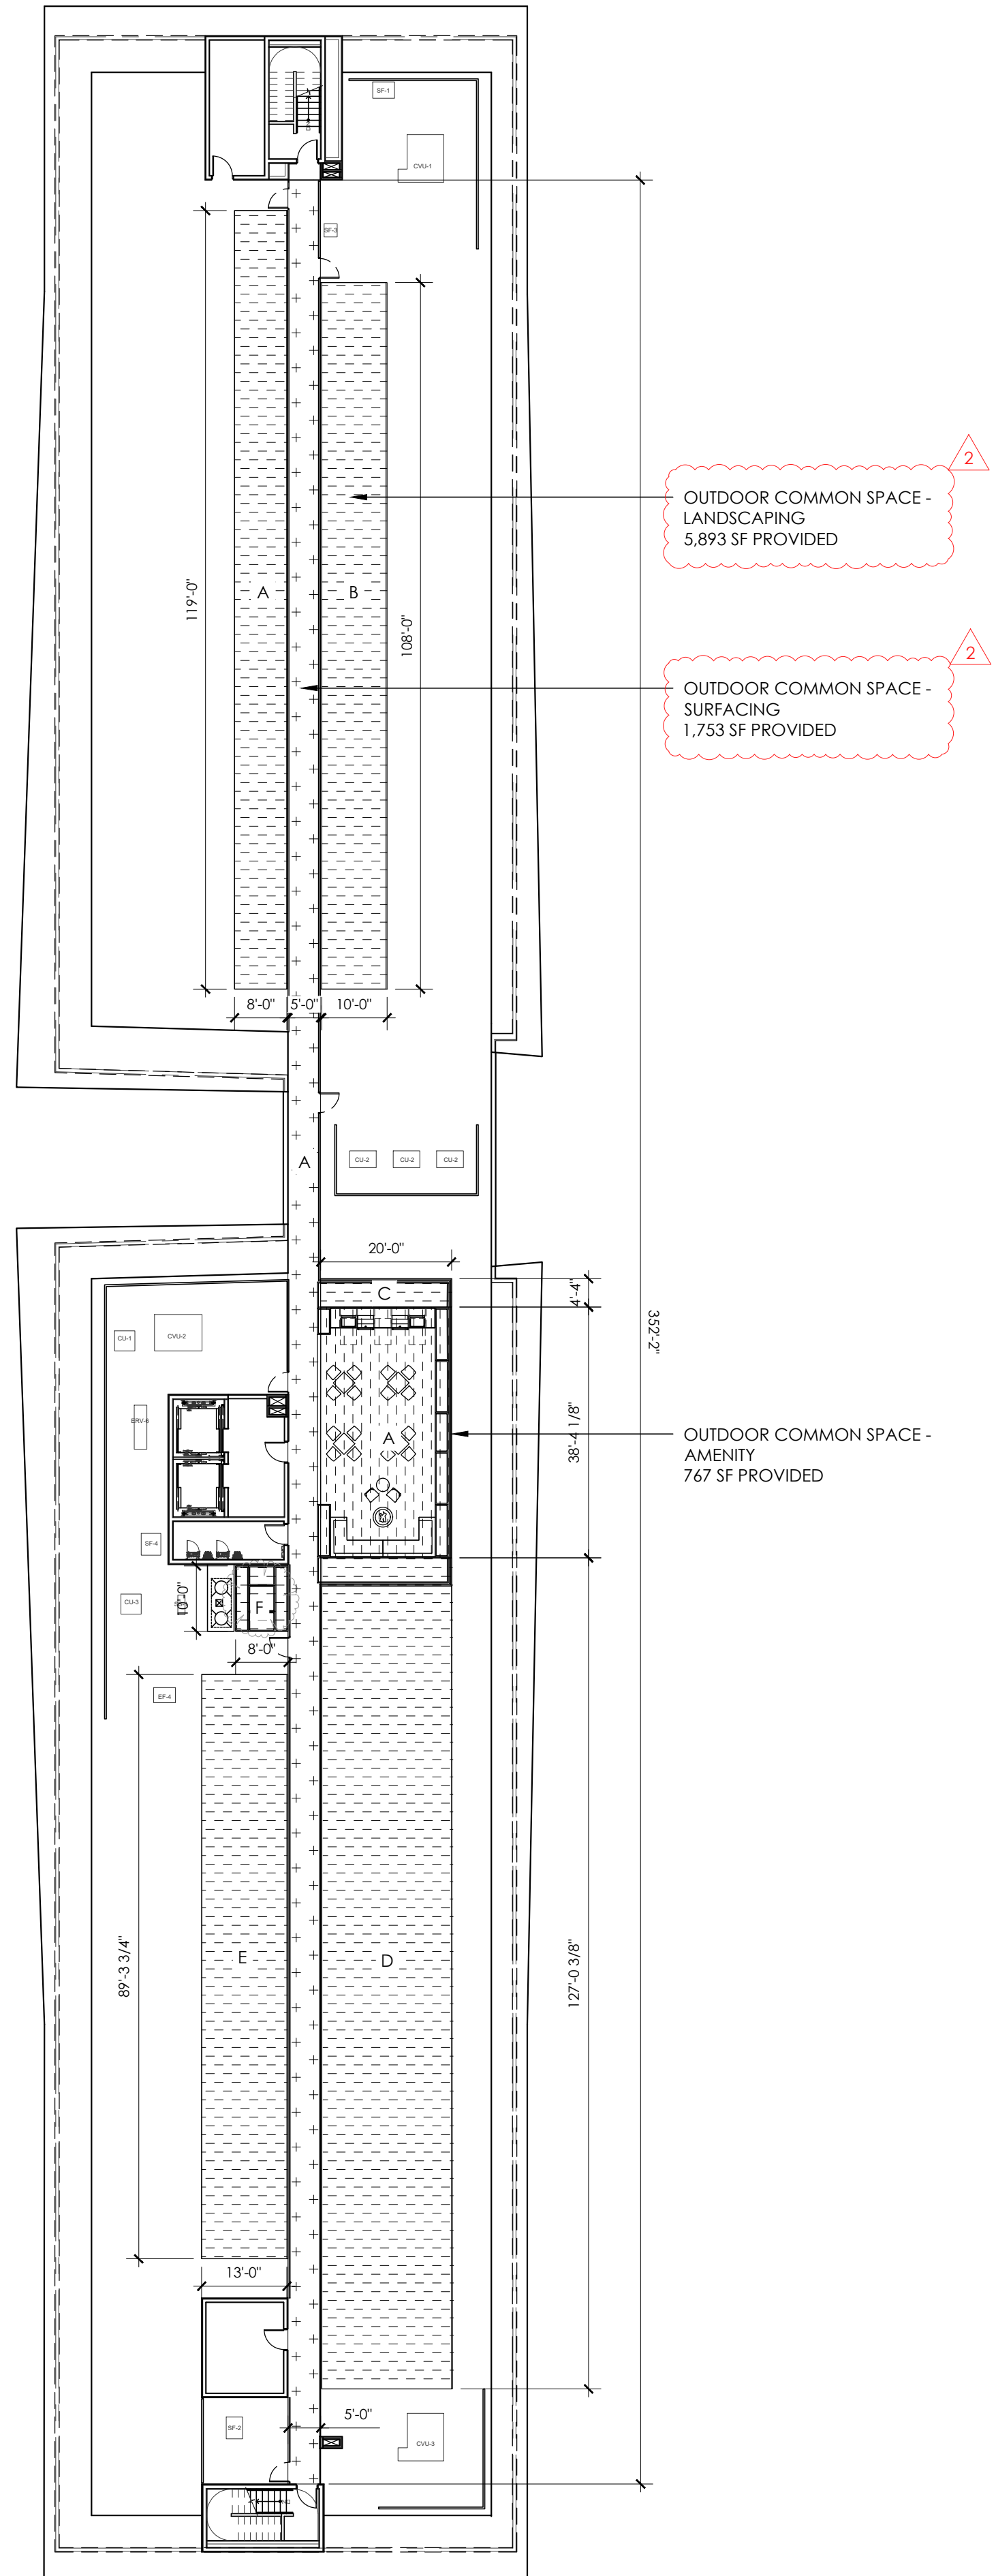 SF-1
CVU-1
SF-3
2
OUTDOOR COMMON SPACE -
LANDSCAPING
5,893 SF PROVIDED
119'-0"
A
B
108'-0"
2
OUTDOOR COMMON SPACE -
SURFACING
1,753 SF PROVIDED
8'-0"
5'-0"
10'-0"
A
CU-2
CU-2
CU-2
20'-0"
C
4'-4"
352'-2"
CU-1
CVU-2
ERV-6
A
38'-4 1/8"
OUTDOOR COMMON SPACE -
AMENITY
767 SF PROVIDED
SF-4
CU-3
10'-0"
F
8'-0"
EF-4
89'-3 3/4"
E
D
127'-0 3/8"
13'-0"
5'-0"
SF-2
CVU-3